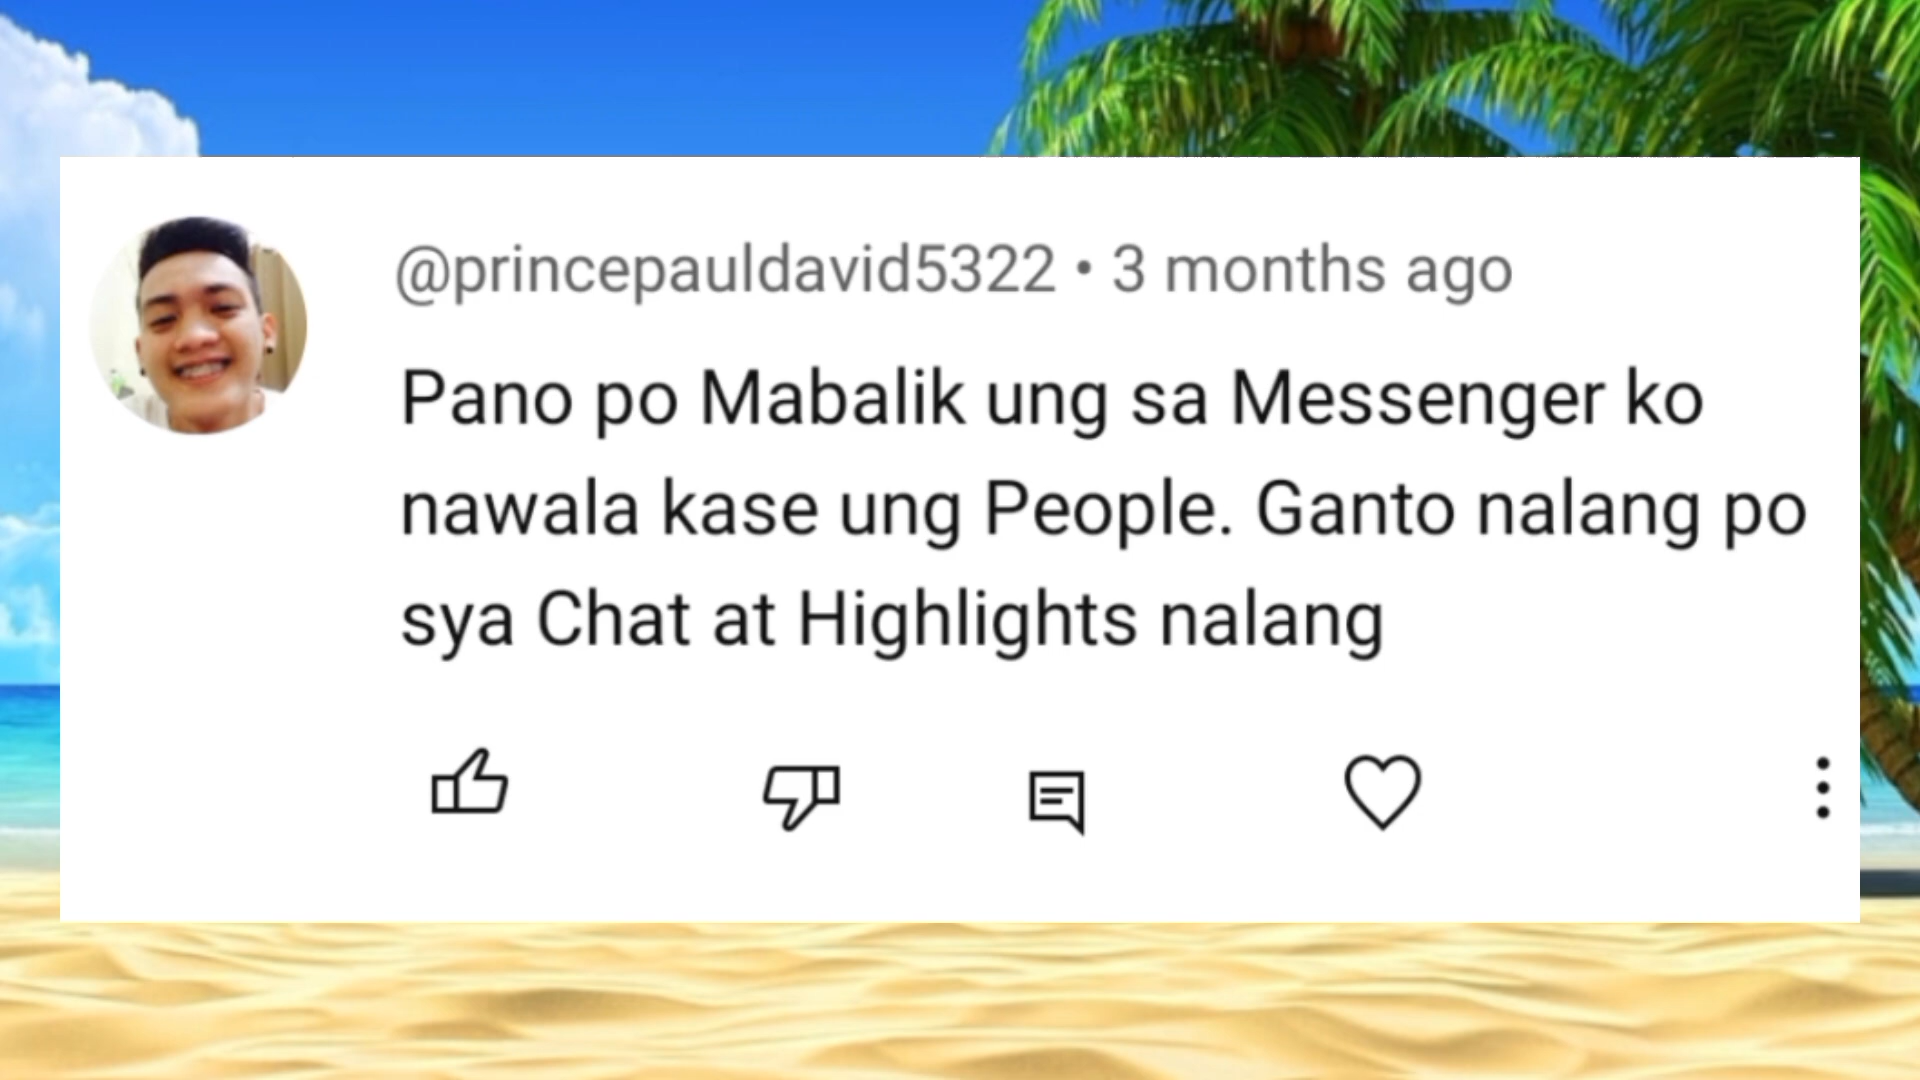 @princepauldavid5322 • 3 months ago
Pano po Mabalik ung sa Messenger ko
nawala kase ung People. Ganto nalang po
sya Chat at Highlights nalang